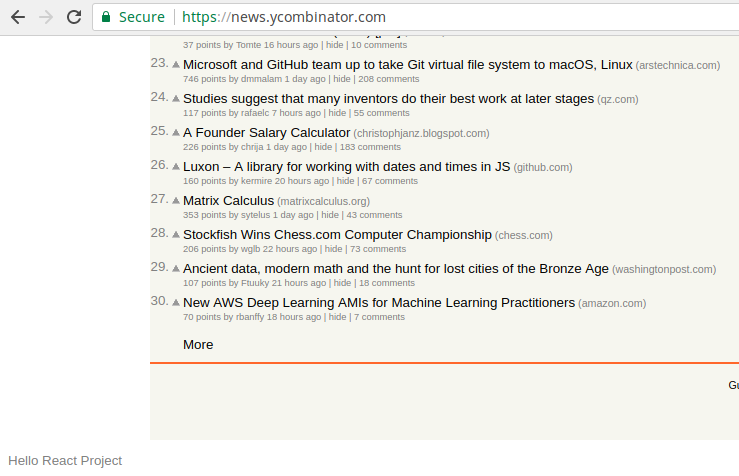 Secure https://news.ycombinator.com
37 points by Tomte 16 hours ago | hide | 10 comments
23. Microsoft and GitHub team up to take Git virtual file system to macOS, Linux (arstechnica.com)
746 points by dmmalam 1 day ago | hide | 208 comments
24. Studies suggest that many inventors do their best work at later stages (qz.com)
117 points by rafaelc 7 hours ago | hide | 55 comments
25. A Founder Salary Calculator (christophjanz.blogspot.com)
226 points by chrija 1 day ago | hide | 183 comments
26. Luxon – A library for working with dates and times in JS (github.com)
160 points by kermire 20 hours ago | hide | 67 comments
27. Matrix Calculus (matrixcalculus.org)
353 points by sytelus 1 day ago | hide | 43 comments
28. Stockfish Wins Chess.com Computer Championship (chess.com)
206 points by wglb 22 hours ago | hide | 73 comments
29. Ancient data, modern math and the hunt for lost cities of the Bronze Age (washingtonpost.com)
107 points by Ftuuky 21 hours ago | hide | 18 comments
30. New AWS Deep Learning AMIs for Machine Learning Practitioners (amazon.com)
70 points by rbanffy 18 hours ago | hide | 7 comments
More
Hello React Project